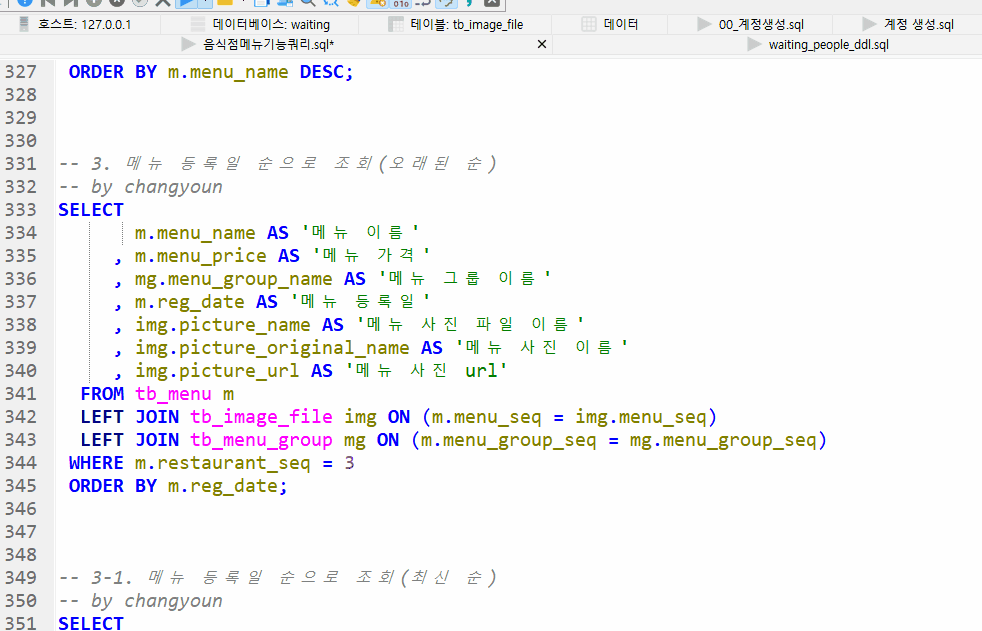 호스트: 127.0.0.1
데이터베이스: waiting
테이블: tb_image_file
데이터
00_계정생성.sql
계정 생성.sql
음식점메뉴기능쿼리.sql*
waiting_people_ddl.sql
327 ORDER BY m.menu_name DESC;
328
329
330
331 -- 3. 메뉴 등록일 순으로 조회(오래된 순)
332 -- by changyoun
333 SELECT
334 m.menu_name AS '메뉴 이름'
335 , m.menu_price AS '메뉴 가격'
336 , mg.menu_group_name AS '메뉴 그룹 이름'
337 , m.reg_date AS '메뉴 등록일'
338 , img.picture_name AS '메뉴 사진 파일 이름'
339 , img.picture_original_name AS '메뉴 사진 이름'
340 , img.picture_url AS '메뉴 사진 url'
341 FROM tb_menu m
342 LEFT JOIN tb_image_file img ON (m.menu_seq = img.menu_seq)
343 LEFT JOIN tb_menu_group mg ON (m.menu_group_seq = mg.menu_group_seq)
344 WHERE m.restaurant_seq = 3
345 ORDER BY m.reg_date;
346
347
348
349 -- 3-1. 메뉴 등록일 순으로 조회(최신 순)
350 -- by changyoun
351 SELECT